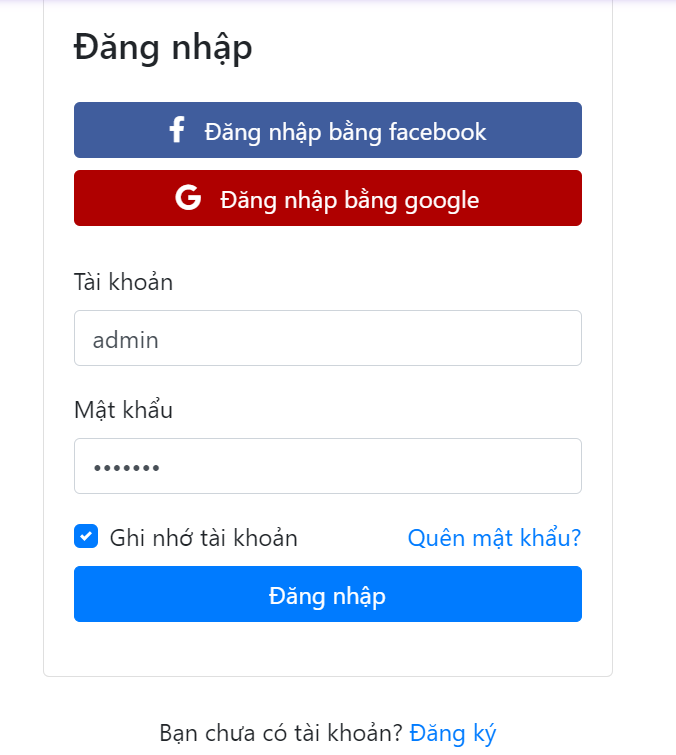 Đăng nhập
Đăng nhập bằng facebook
Đăng nhập bằng google
Tài khoản
admin
Mật khẩu
•••••••
Ghi nhớ tài khoản Quên mật khẩu?
Đăng nhập
Bạn chưa có tài khoản? Đăng ký